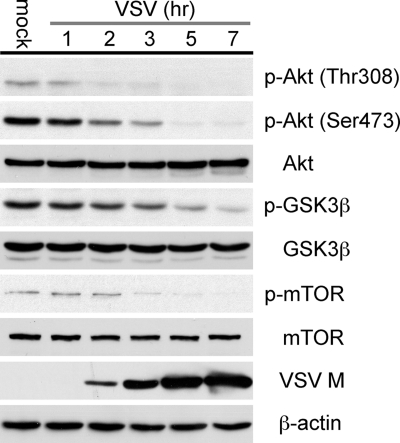 mock
VSV (hr)
1 2 3 5 7
p-Akt (Thr308)
p-Akt (Ser473)
Akt
p-GSK3β
GSK3β
p-mTOR
mTOR
VSV M
β-actin